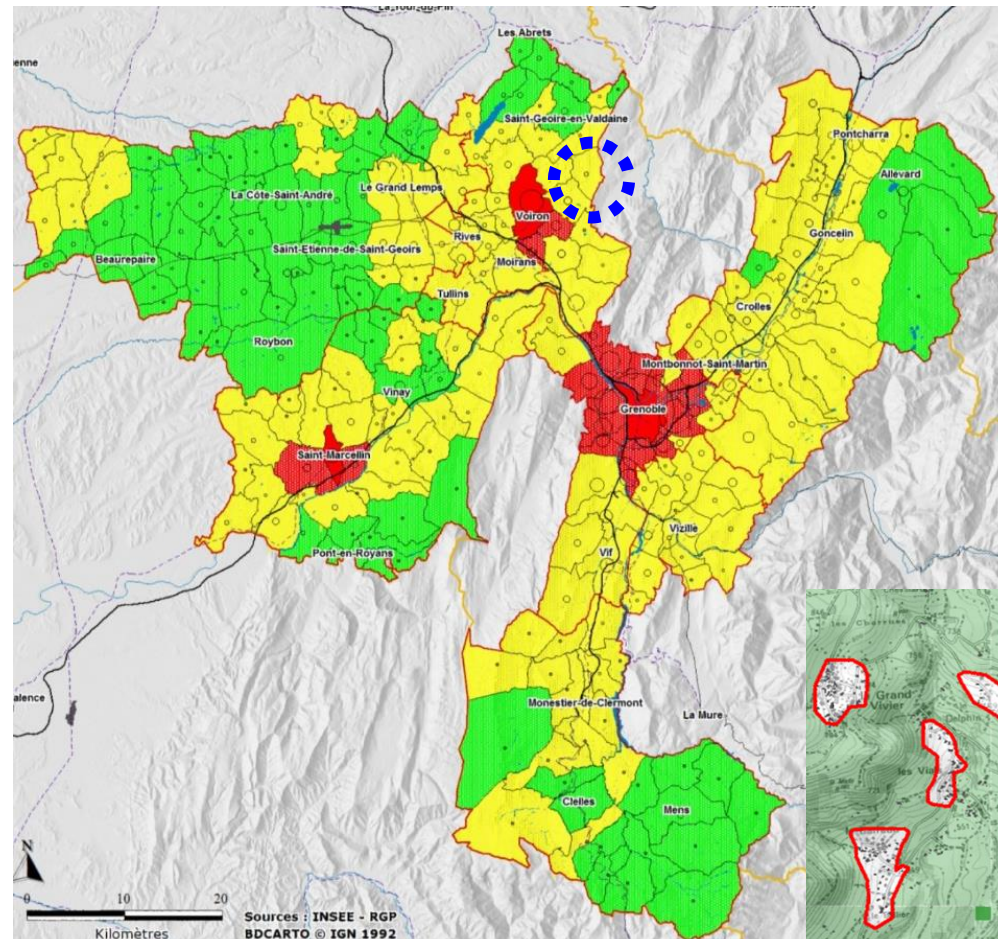 La Tour du Pin
Chambéry
Les Abrets
enne
Saint-Geoire-en-Valdaine
Pontcharra
Allevard
La Côte-Saint-André
Le Grand Lemps
Voiron
Goncelin
Rives
Saint-Etienne-de-Saint-Geoirs
Beaurepaire
Moirans
Tullins
Crolles
Roybon
Montbonnot-Saint-Martin
Vinay
Grenoble
Saint-Marcellin
Vizille
Pont-en-Royans
Vif
alence
Monestier-de-Clermont
La Mure
Grand
Vivier
Clelles
Mens
N
0 10 20
Kilomètres
Sources : INSEE - RGP
BDCARTO © IGN 1992